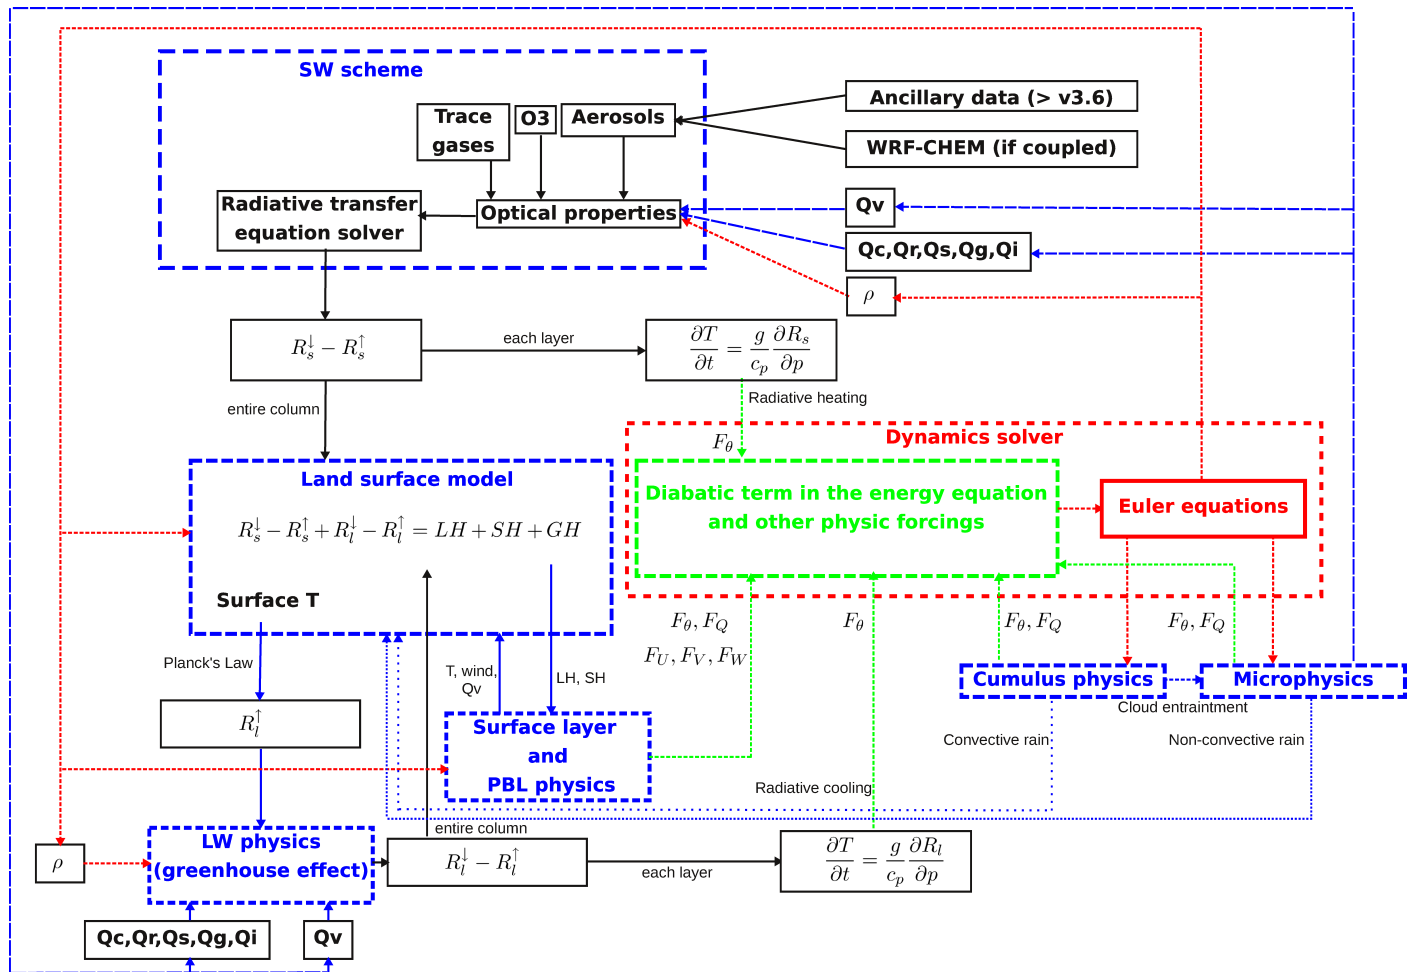 SW scheme
Trace
gases
O3
Aerosols
Ancillary data (> v3.6)
WRF-CHEM (if coupled)
Radiative transfer
equation solver
Optical properties
Qv
Qc,Qr,Qs,Qg,Qi
ρ
R_s^↓ − R_s^↑
each layer
∂T/∂t = g/c_p ∂R_s/∂p
entire column
Radiative heating
F_θ
Dynamics solver
Land surface model
Diabatic term in the energy equation
and other physic forcings
Euler equations
R_s^↓ − R_s^↑ + R_l^↓ − R_l^↑ = LH + SH + GH
Surface T
F_θ, F_Q
F_U, F_V, F_W
F_θ
F_θ, F_Q
F_θ, F_Q
Planck's Law
T, wind,
Qv
LH, SH
Cumulus physics
Microphysics
Cloud entraintment
R_l^↑
Surface layer
and
PBL physics
Convective rain
Non-convective rain
Radiative cooling
entire column
LW physics
(greenhouse effect)
ρ
R_l^↓ − R_l^↑
each layer
∂T/∂t = g/c_p ∂R_l/∂p
Qc,Qr,Qs,Qg,Qi
Qv